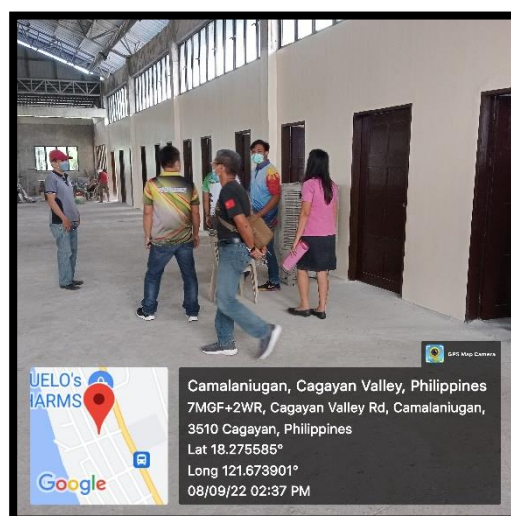 GPS Map Camera
UELO's
HARMS
Google
Camalaniugan, Cagayan Valley, Philippines
7MGF+2WR, Cagayan Valley Rd, Camalaniugan,
3510 Cagayan, Philippines
Lat 18.275585°
Long 121.673901°
08/09/22 02:37 PM